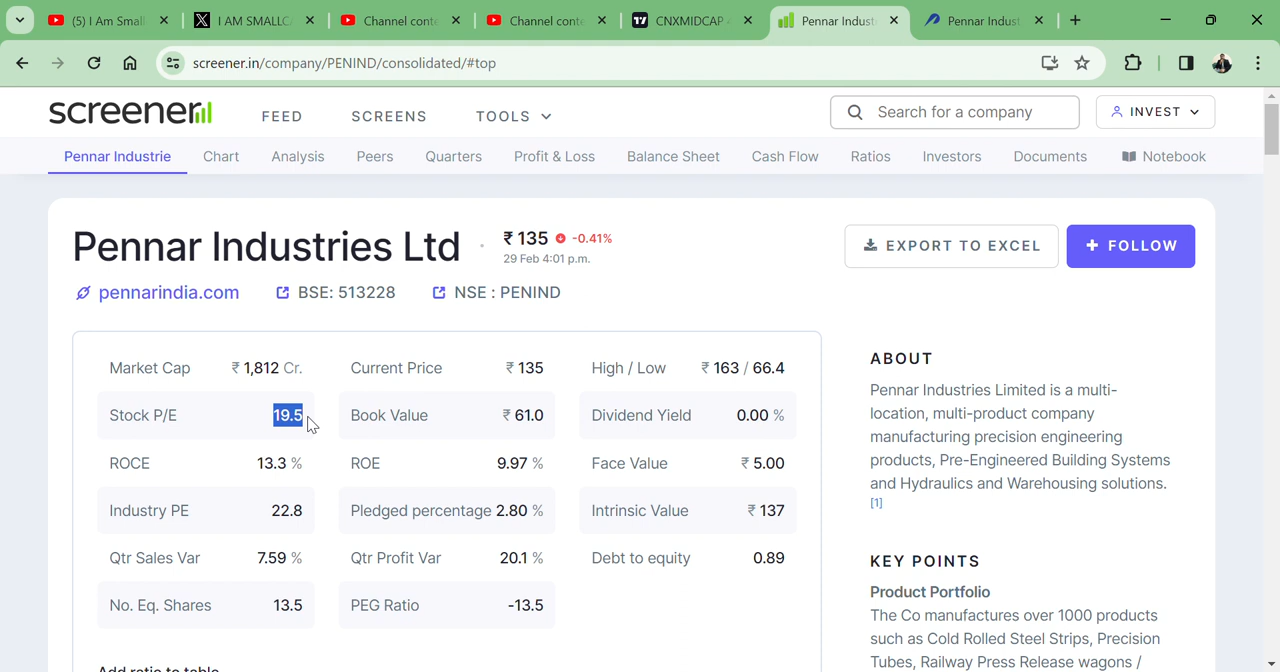 (5) I Am Small
I AM SMALLCA
Channel conte
Channel conte
CNXMIDCAP
Pennar Indust
Pennar Indust
screener.in/company/PENIND/consolidated/#top
screener
FEED
SCREENS
TOOLS
Search for a company
INVEST
Pennar Industrie
Chart
Analysis
Peers
Quarters
Profit & Loss
Balance Sheet
Cash Flow
Ratios
Investors
Documents
Notebook
Pennar Industries Ltd
₹ 135 -0.41%
29 Feb 4:01 p.m.
EXPORT TO EXCEL
+ FOLLOW
pennarindia.com
BSE: 513228
NSE : PENIND
Market Cap ₹ 1,812 Cr.
Current Price ₹ 135
High / Low ₹ 163 / 66.4
Stock P/E 19.5
Book Value ₹ 61.0
Dividend Yield 0.00 %
ROCE 13.3 %
ROE 9.97 %
Face Value ₹ 5.00
Industry PE 22.8
Pledged percentage 2.80 %
Intrinsic Value ₹ 137
Qtr Sales Var 7.59 %
Qtr Profit Var 20.1 %
Debt to equity 0.89
No. Eq. Shares 13.5
PEG Ratio -13.5
Add ratio to table
ABOUT
Pennar Industries Limited is a multi-
location, multi-product company
manufacturing precision engineering
products, Pre-Engineered Building Systems
and Hydraulics and Warehousing solutions.
[1]
KEY POINTS
Product Portfolio
The Co manufactures over 1000 products
such as Cold Rolled Steel Strips, Precision
Tubes, Railway Press Release wagons /